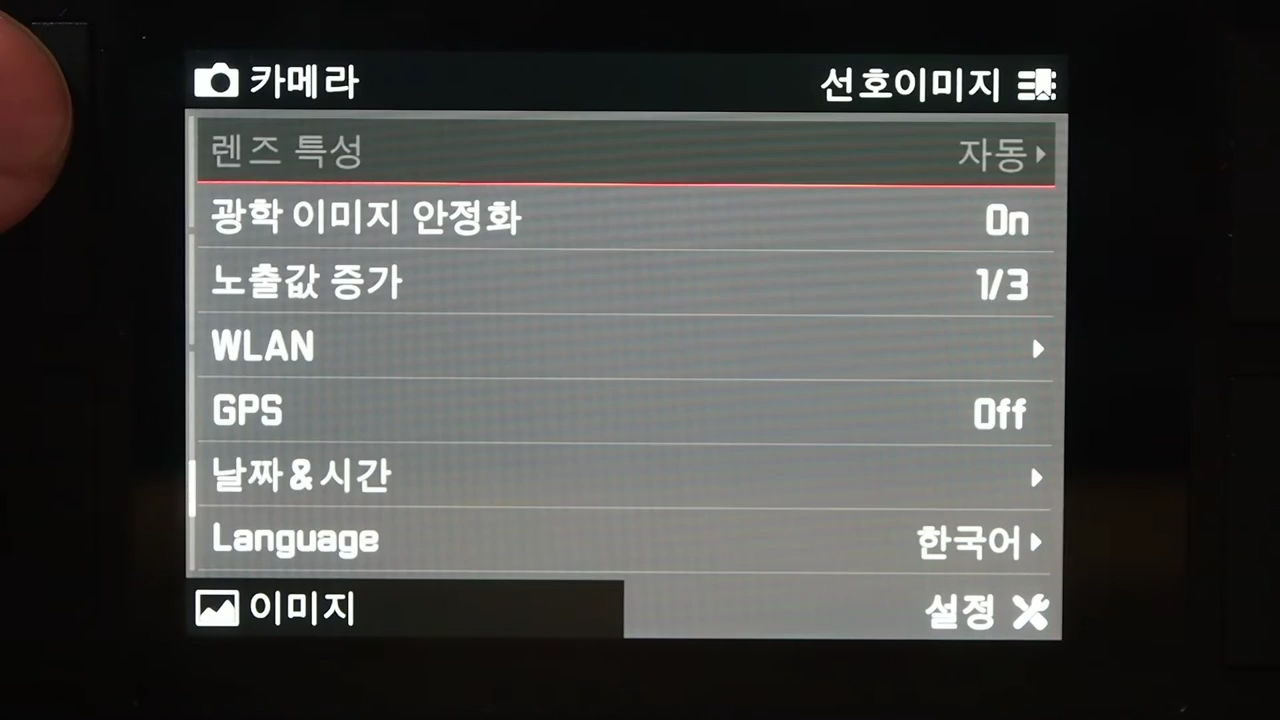 카메라 선호이미지
렌즈 특성 자동
광학 이미지 안정화 On
노출값 증가 1/3
WLAN
GPS Off
날짜&시간
Language 한국어
이미지 설정